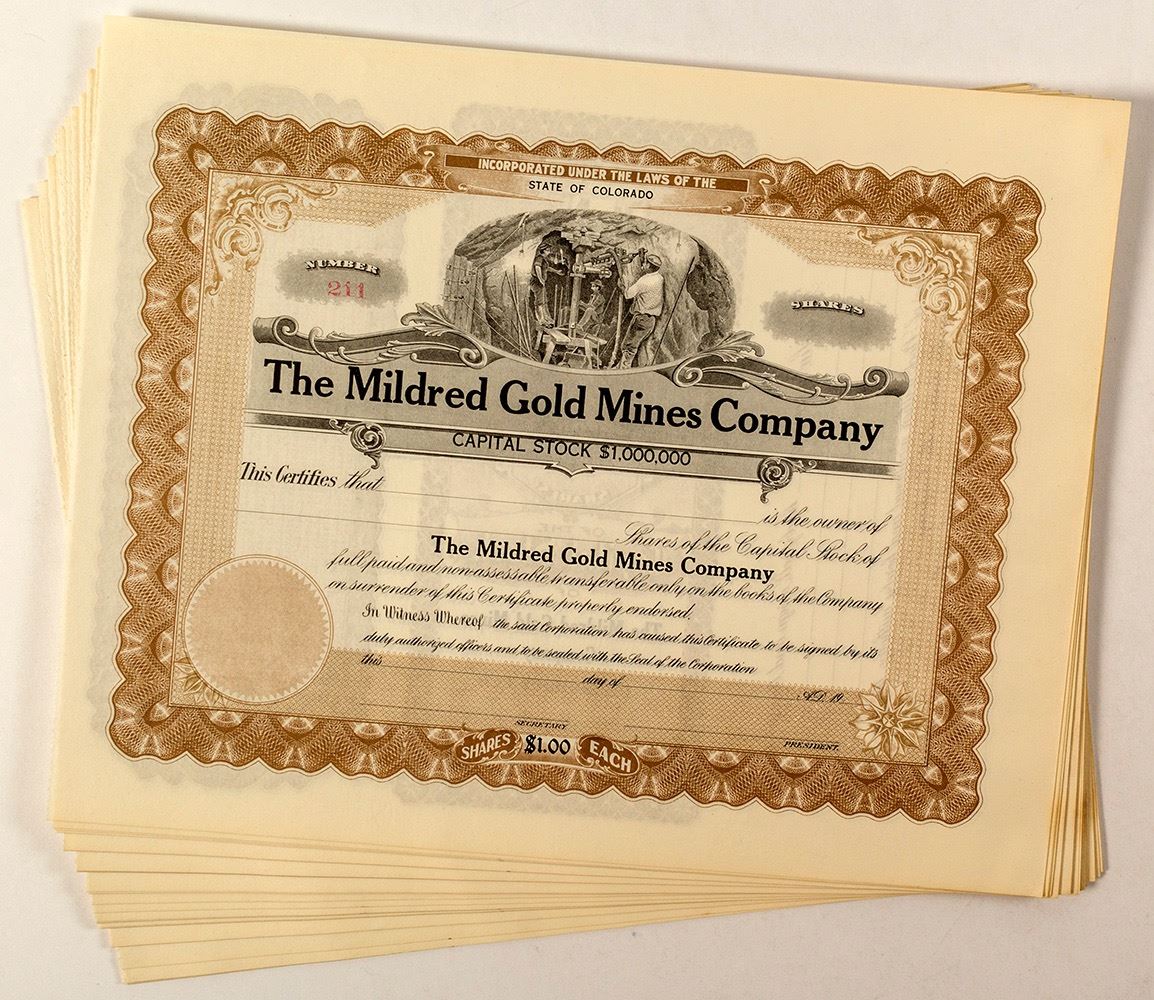 INCORPORATED UNDER THE LAWS OF THE
STATE OF COLORADO
NUMBER
211
SHARES
The Mildred Gold Mines Company
CAPITAL STOCK $1,000,000
This Certifies that
is the owner of
Shares of the Capital Stock of
The Mildred Gold Mines Company
full paid and non-assessable transferable only on the books of the Company
on surrender of this Certificate properly endorsed.
In Witness Whereof the said Corporation has caused this Certificate to be signed by its
duly authorized officers and to be sealed with the Seal of the Corporation
this day of A.D. 19
SECRETARY
PRESIDENT.
SHARES $1.00 EACH